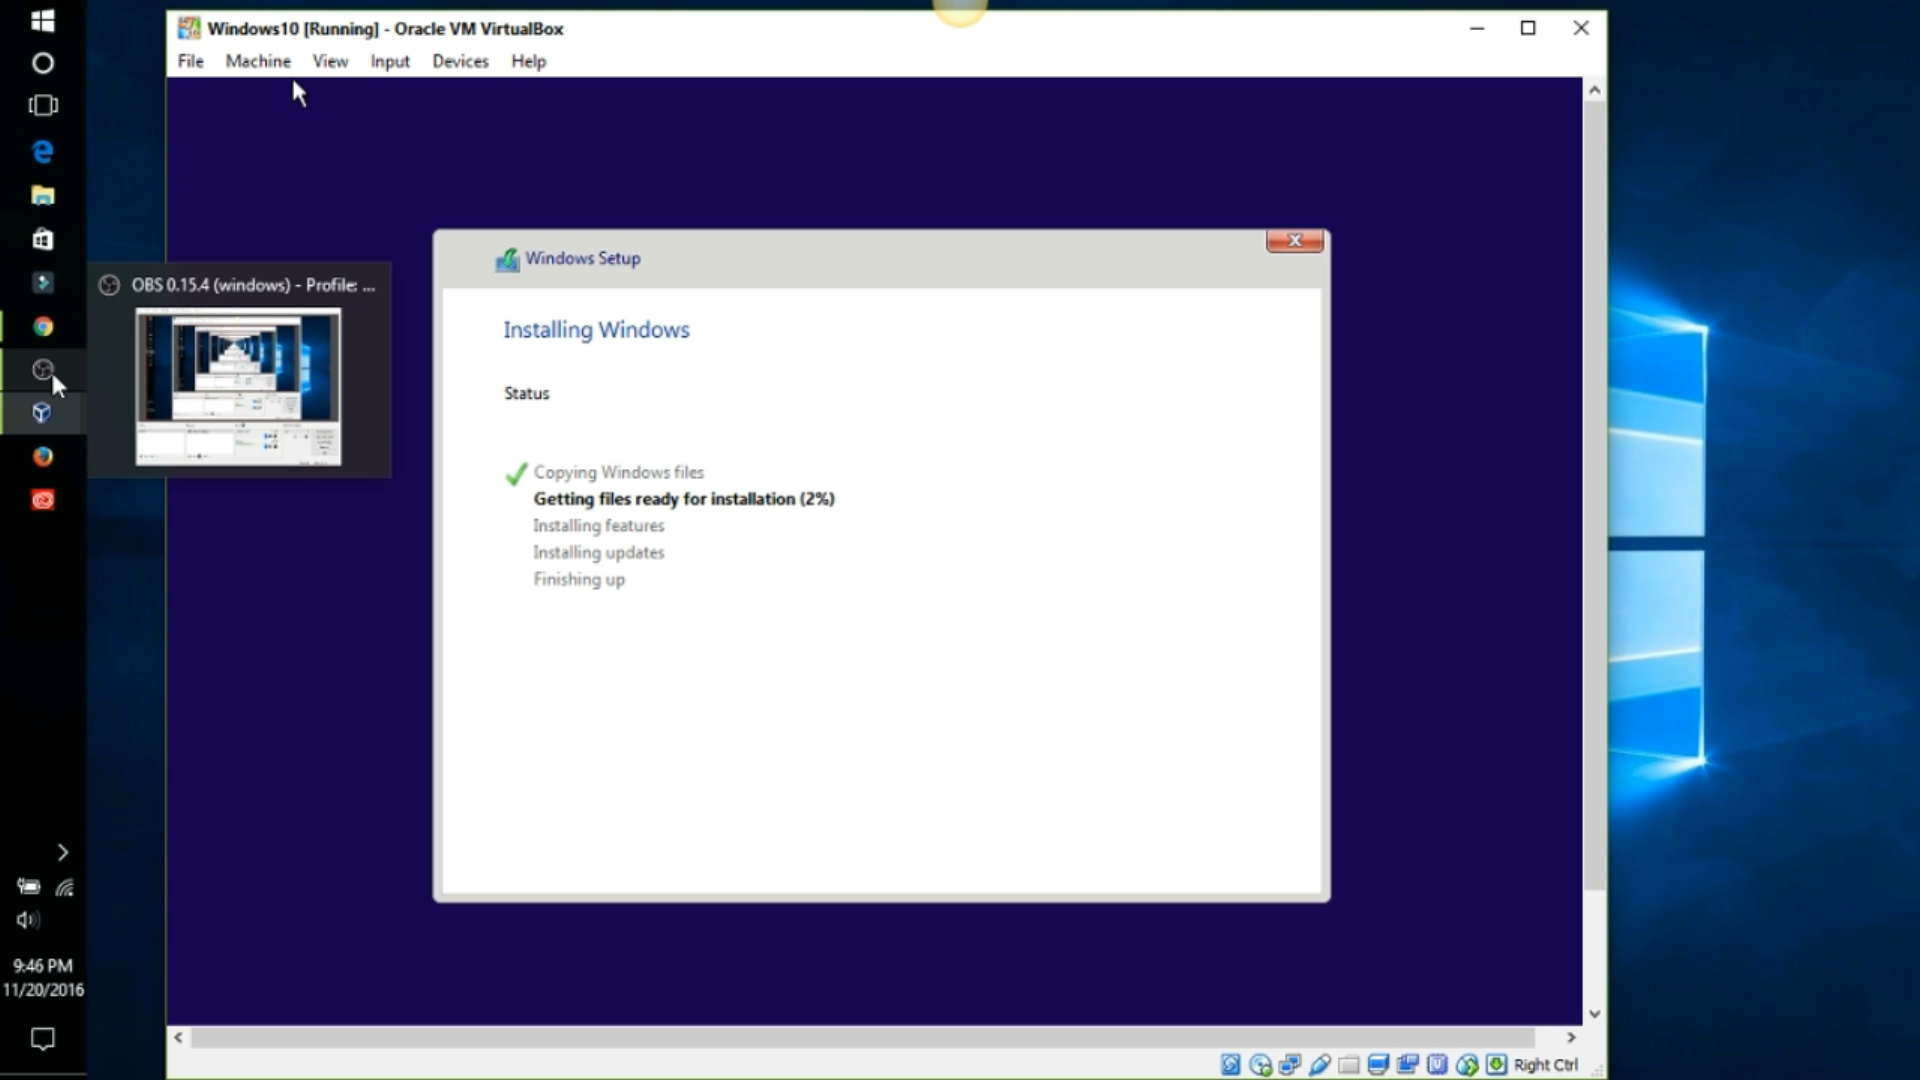 Windows10 [Running] - Oracle VM VirtualBox
File Machine View Input Devices Help
Windows Setup
OBS 0.15.4 (windows) - Profile: ...
Installing Windows
Status
Copying Windows files
Getting files ready for installation (2%)
Installing features
Installing updates
Finishing up
9:46 PM
11/20/2016
Right Ctrl